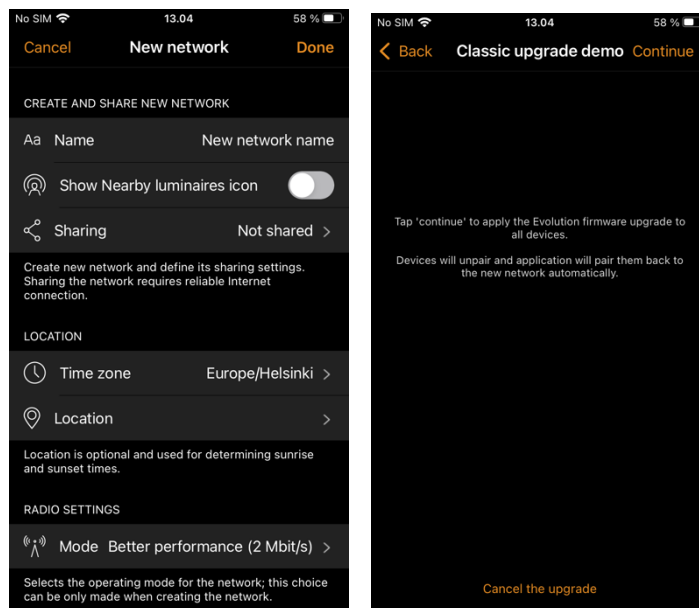 No SIM 13.04 58 %
Cancel New network Done
CREATE AND SHARE NEW NETWORK
Aa Name New network name
Show Nearby luminaires icon
Sharing Not shared >
Create new network and define its sharing settings.
Sharing the network requires reliable Internet
connection.
LOCATION
Time zone Europe/Helsinki >
Location >
Location is optional and used for determining sunrise
and sunset times.
RADIO SETTINGS
Mode Better performance (2 Mbit/s) >
Selects the operating mode for the network; this choice
can be only made when creating the network.
No SIM 13.04 58 %
Back Classic upgrade demo Continue
Tap 'continue' to apply the Evolution firmware upgrade to
all devices.
Devices will unpair and application will pair them back to
the new network automatically.
Cancel the upgrade